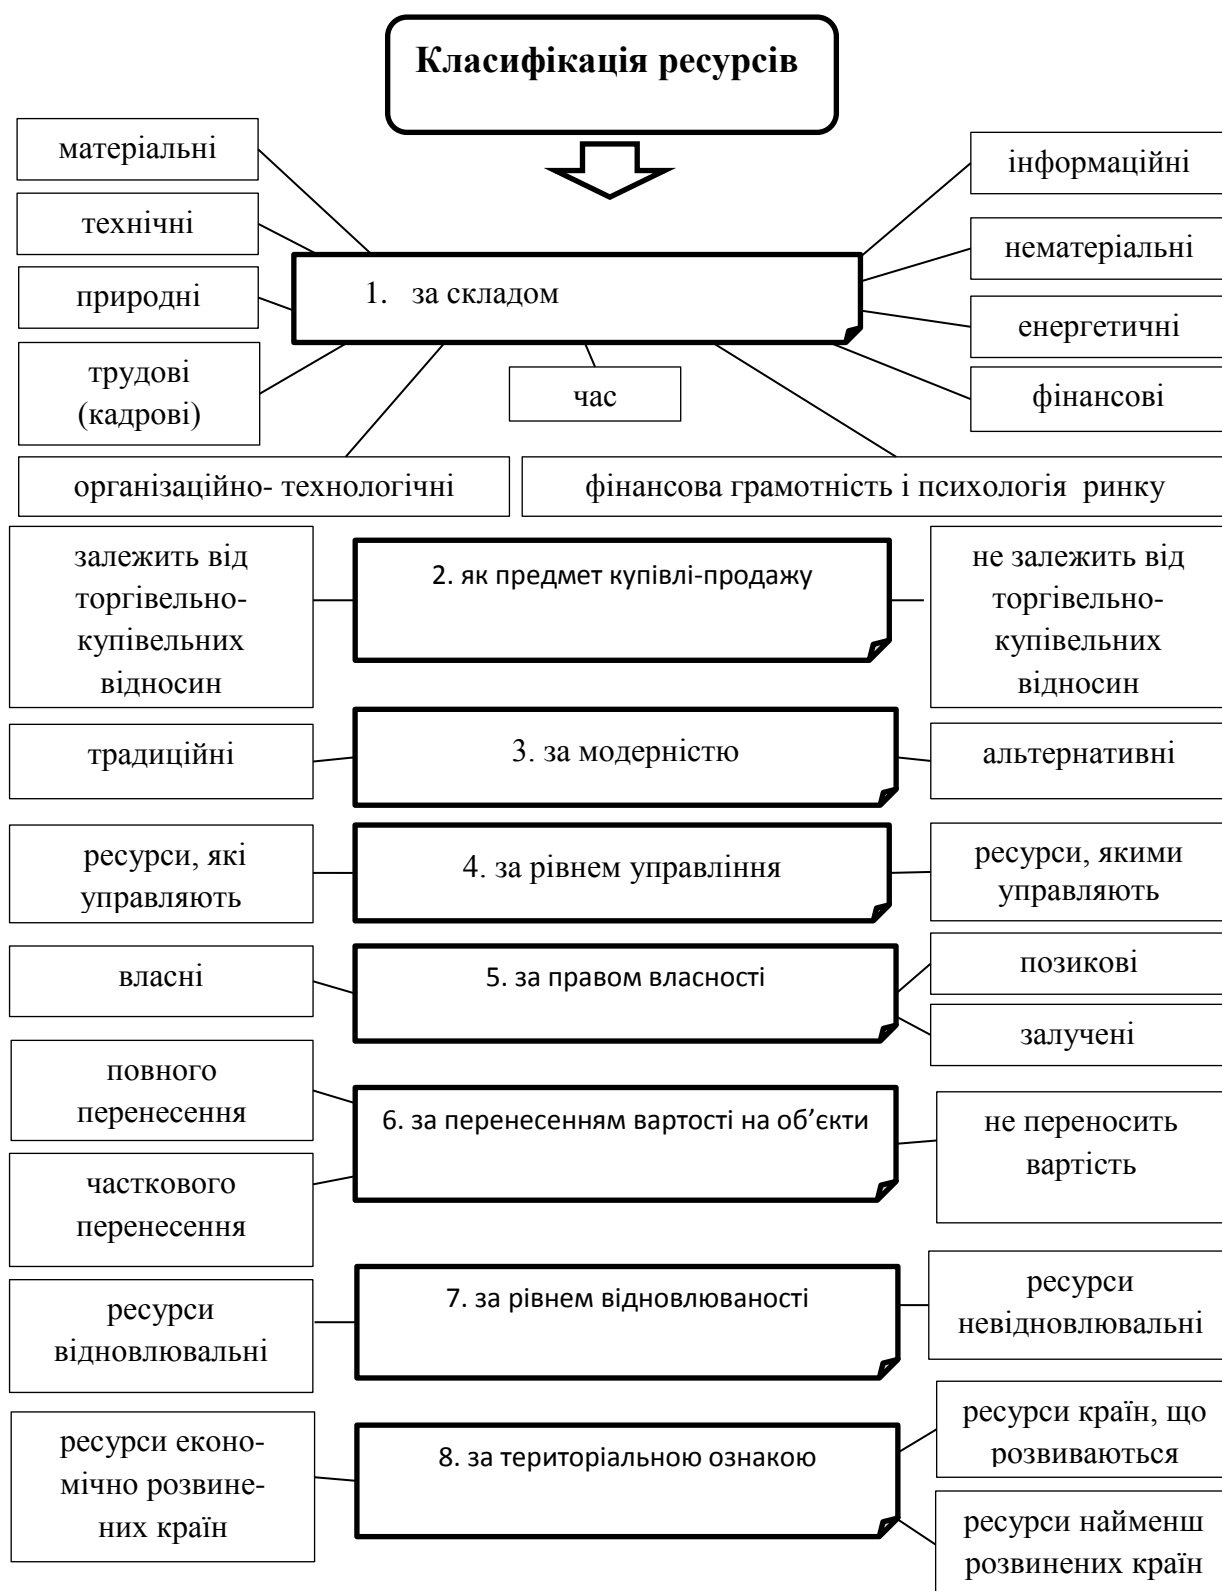 Класифікація ресурсів
матеріальні
технічні
природні
трудові
(кадрові)
1. за складом
інформаційні
нематеріальні
енергетичні
фінансові
час
організаційно- технологічні
фінансова грамотність і психологія ринку
залежить від
торгівельно-
купівельних
відносин
2. як предмет купівлі-продажу
не залежить від
торгівельно-
купівельних
відносин
традиційні
3. за модерністю
альтернативні
ресурси, які
управляють
4. за рівнем управління
ресурси, якими
управляють
власні
5. за правом власності
позикові
залучені
повного
перенесення
часткового
перенесення
6. за перенесенням вартості на об’єкти
не переносить
вартість
ресурси
відновлювальні
7. за рівнем відновлюваності
ресурси
невідновлювальні
ресурси еконо-
мічно розвине-
них країн
8. за територіальною ознакою
ресурси країн, що
розвиваються
ресурси найменш
розвинених країн